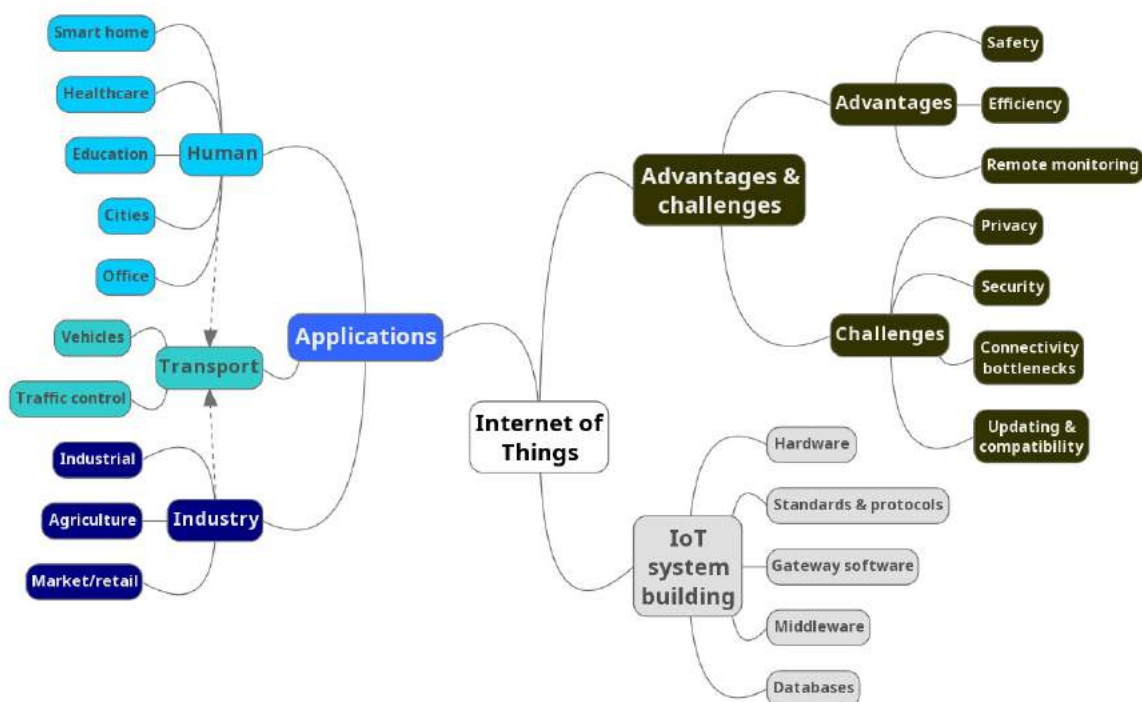 Smart home
Healthcare
Education
Cities
Office
Human
Vehicles
Traffic control
Transport
Industrial
Agriculture
Market/retail
Industry
Applications
Internet of
Things
Advantages &
challenges
Advantages
Safety
Efficiency
Remote monitoring
Challenges
Privacy
Security
Connectivity
bottlenecks
Updating &
compatibility
IoT
system
building
Hardware
Standards & protocols
Gateway software
Middleware
Databases